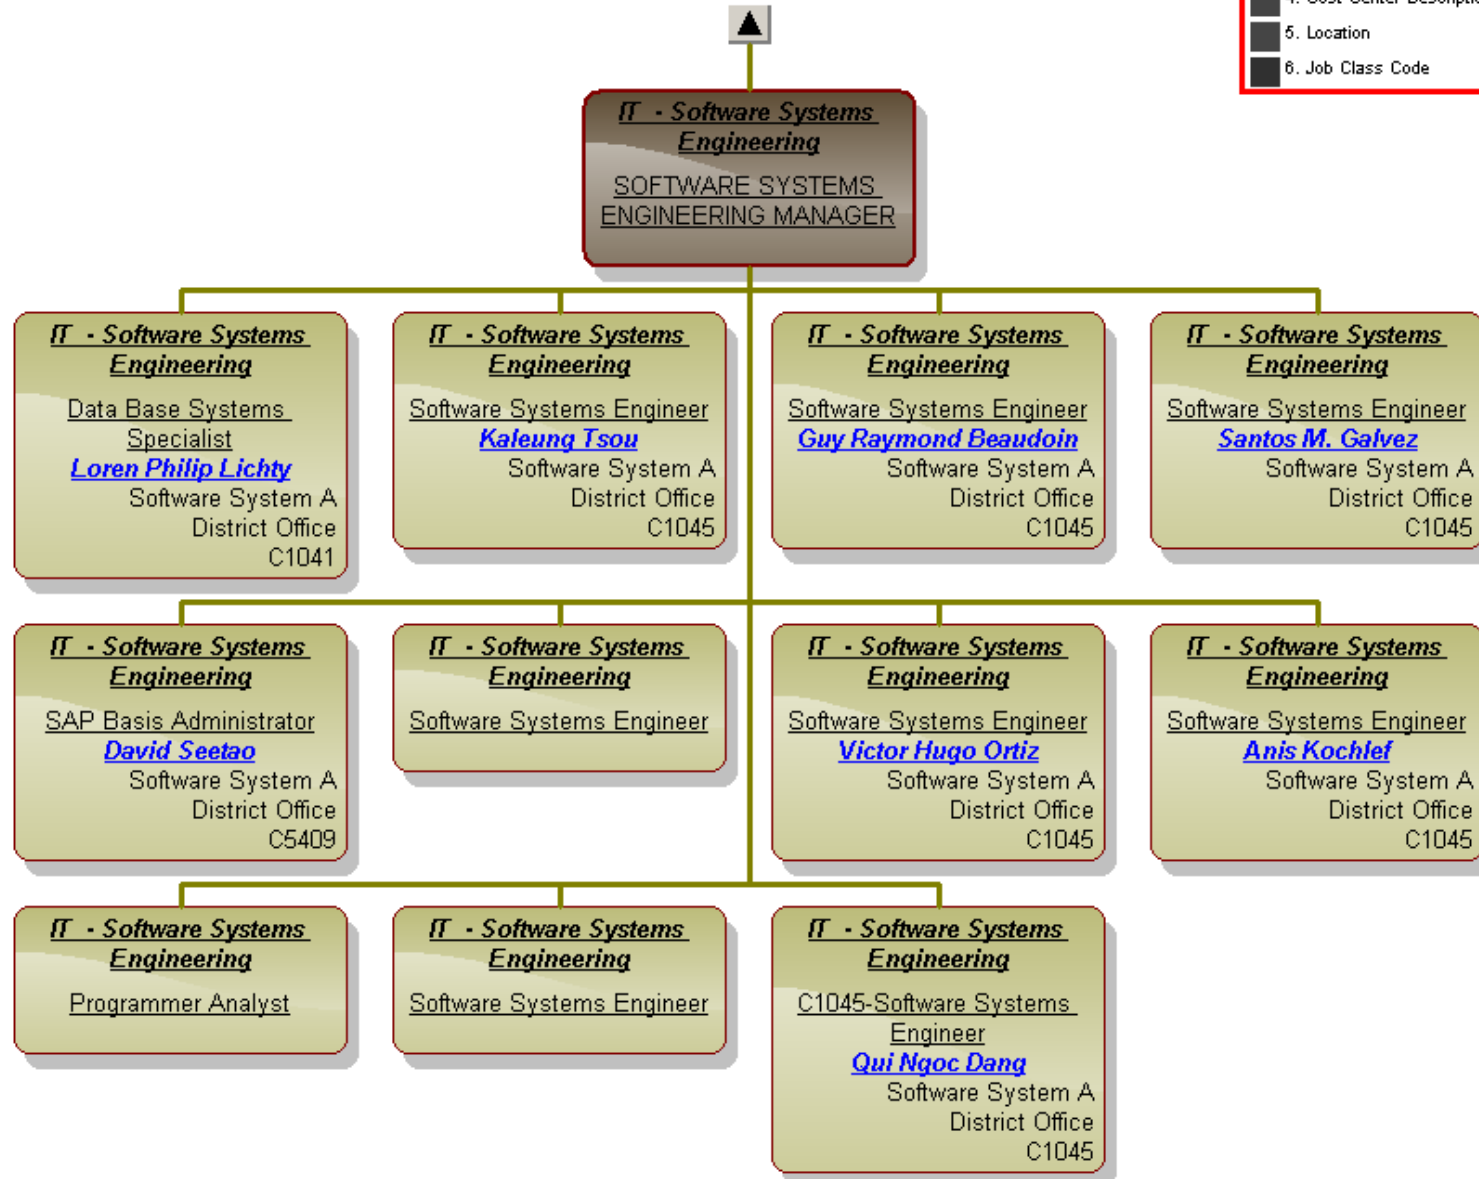 4. Cost Center Descripti
5. Location
6. Job Class Code
IT - Software Systems
Engineering
SOFTWARE SYSTEMS
ENGINEERING MANAGER
IT - Software Systems
Engineering
Data Base Systems
Specialist
Loren Philip Lichty
Software System A
District Office
C1041
IT - Software Systems
Engineering
Software Systems Engineer
Kaleung Tsou
Software System A
District Office
C1045
IT - Software Systems
Engineering
Software Systems Engineer
Guy Raymond Beaudoin
Software System A
District Office
C1045
IT - Software Systems
Engineering
Software Systems Engineer
Santos M. Galvez
Software System A
District Office
C1045
IT - Software Systems
Engineering
SAP Basis Administrator
David Seetao
Software System A
District Office
C5409
IT - Software Systems
Engineering
Software Systems Engineer
IT - Software Systems
Engineering
Software Systems Engineer
Victor Hugo Ortiz
Software System A
District Office
C1045
IT - Software Systems
Engineering
Software Systems Engineer
Anis Kochlef
Software System A
District Office
C1045
IT - Software Systems
Engineering
Programmer Analyst
IT - Software Systems
Engineering
Software Systems Engineer
IT - Software Systems
Engineering
C1045-Software Systems
Engineer
Qui Ngoc Dang
Software System A
District Office
C1045